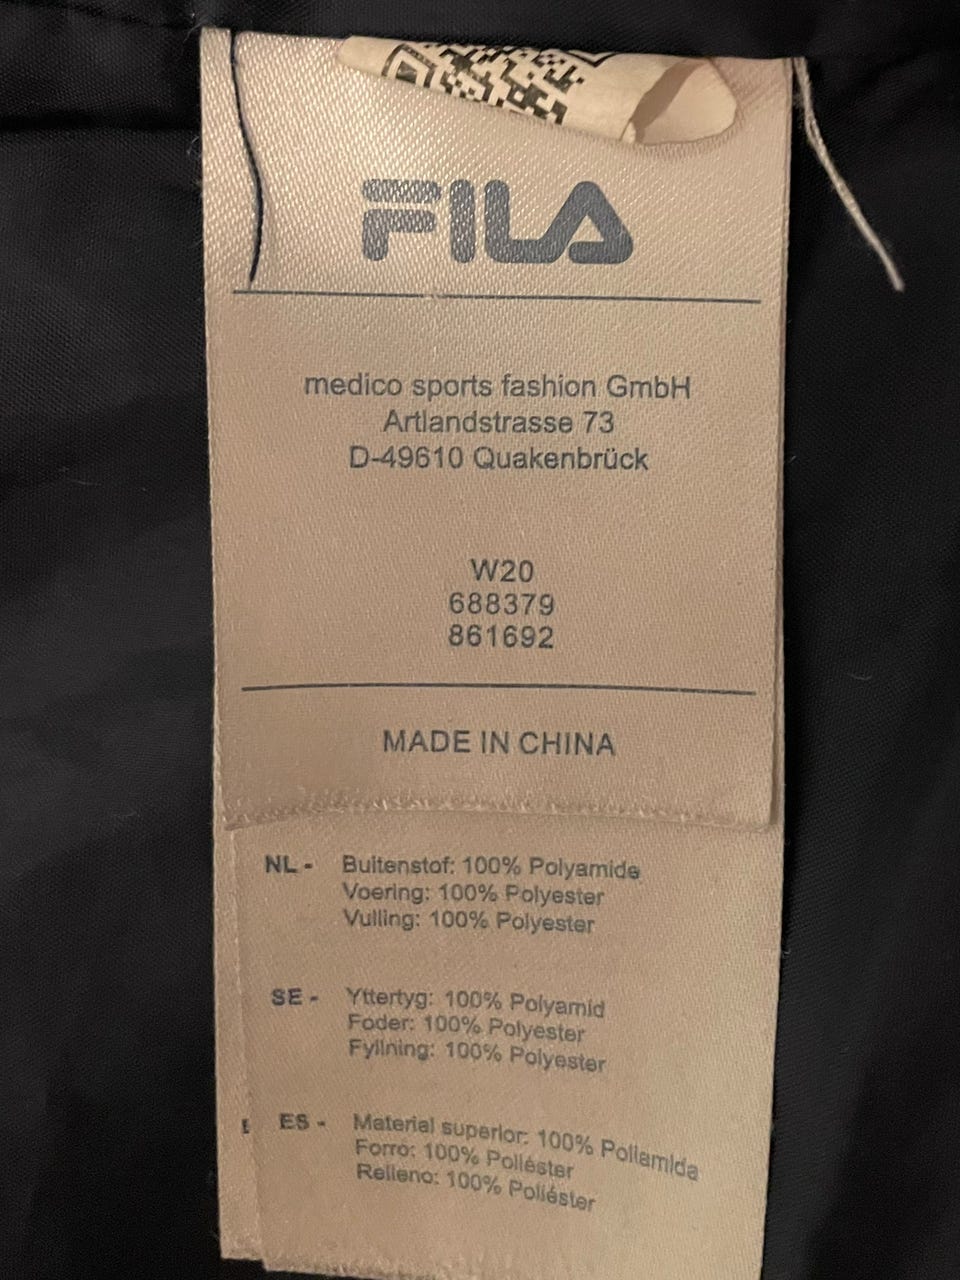 FILA
medico sports fashion GmbH
Artlandstrasse 73
D-49610 Quakenbrück
W20
688379
861692
MADE IN CHINA
NL - Buitenstof: 100% Polyamide
Voering: 100% Polyester
Vulling: 100% Polyester
SE - Yttertyg: 100% Polyamid
Foder: 100% Polyester
Fyllning: 100% Polyester
ES - Material superior: 100% Poliamida
Forro: 100% Poliéster
Relleno: 100% Poliéster